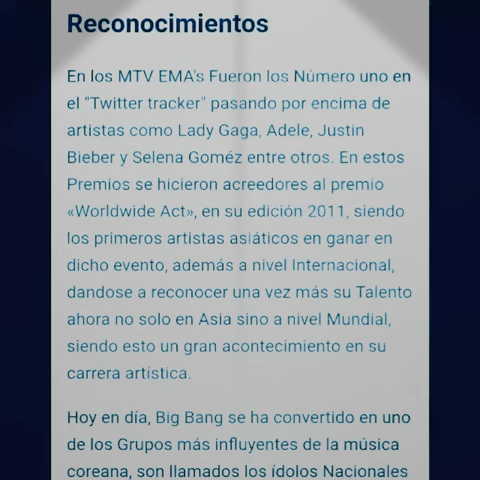 Reconocimientos
En los MTV EMA's Fueron los Número uno en
el "Twitter tracker" pasando por encima de
artistas como Lady Gaga, Adele, Justin
Bieber y Selena Goméz entre otros. En estos
Premios se hicieron acreedores al premio
«Worldwide Act», en su edición 2011, siendo
los primeros artistas asiáticos en ganar en
dicho evento, además a nivel Internacional,
dandose a reconocer una vez más su Talento
ahora no solo en Asia sino a nivel Mundial,
siendo esto un gran acontecimiento en su
carrera artística.
Hoy en día, Big Bang se ha convertido en uno
de los Grupos más influyentes de la música
coreana, son llamados los ídolos Nacionales